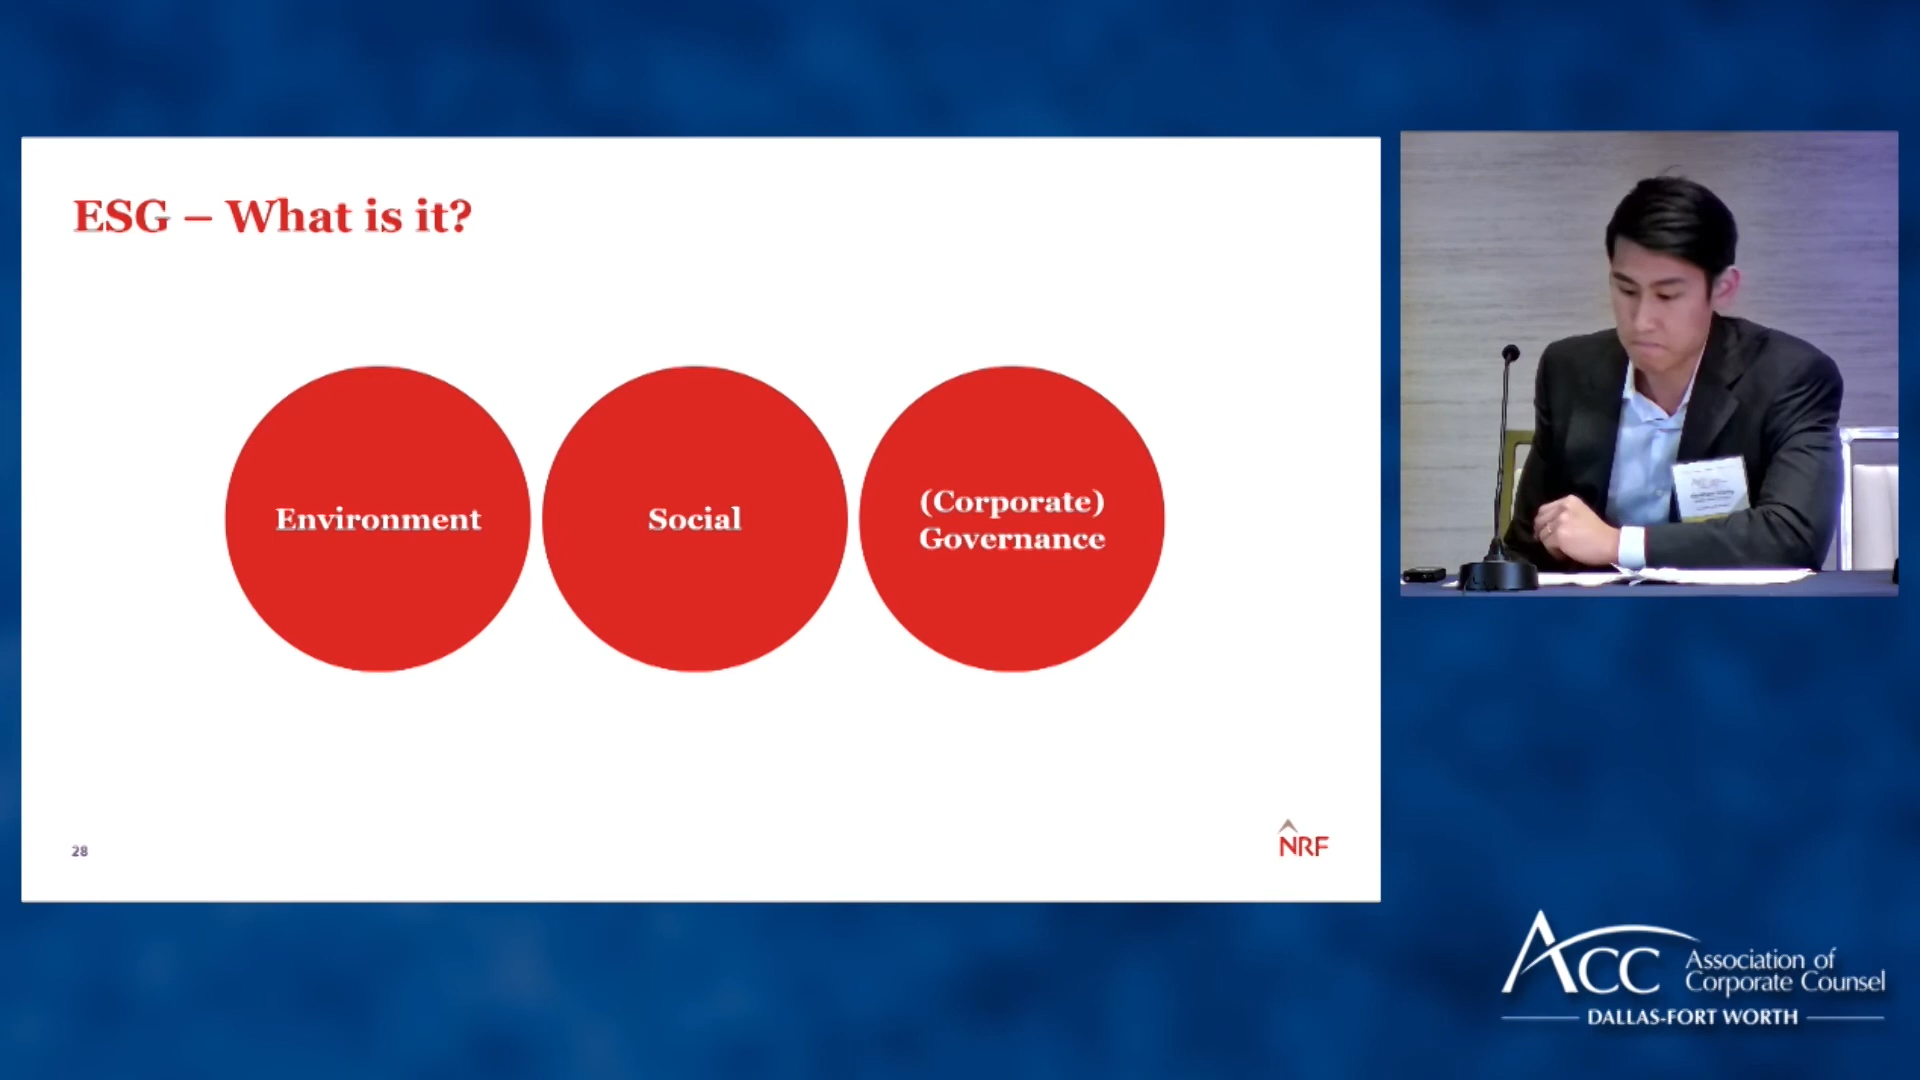 ESG – What is it?
Environment
Social
(Corporate)
Governance
28
NRF
ACC
Association of
Corporate Counsel
DALLAS-FORT WORTH